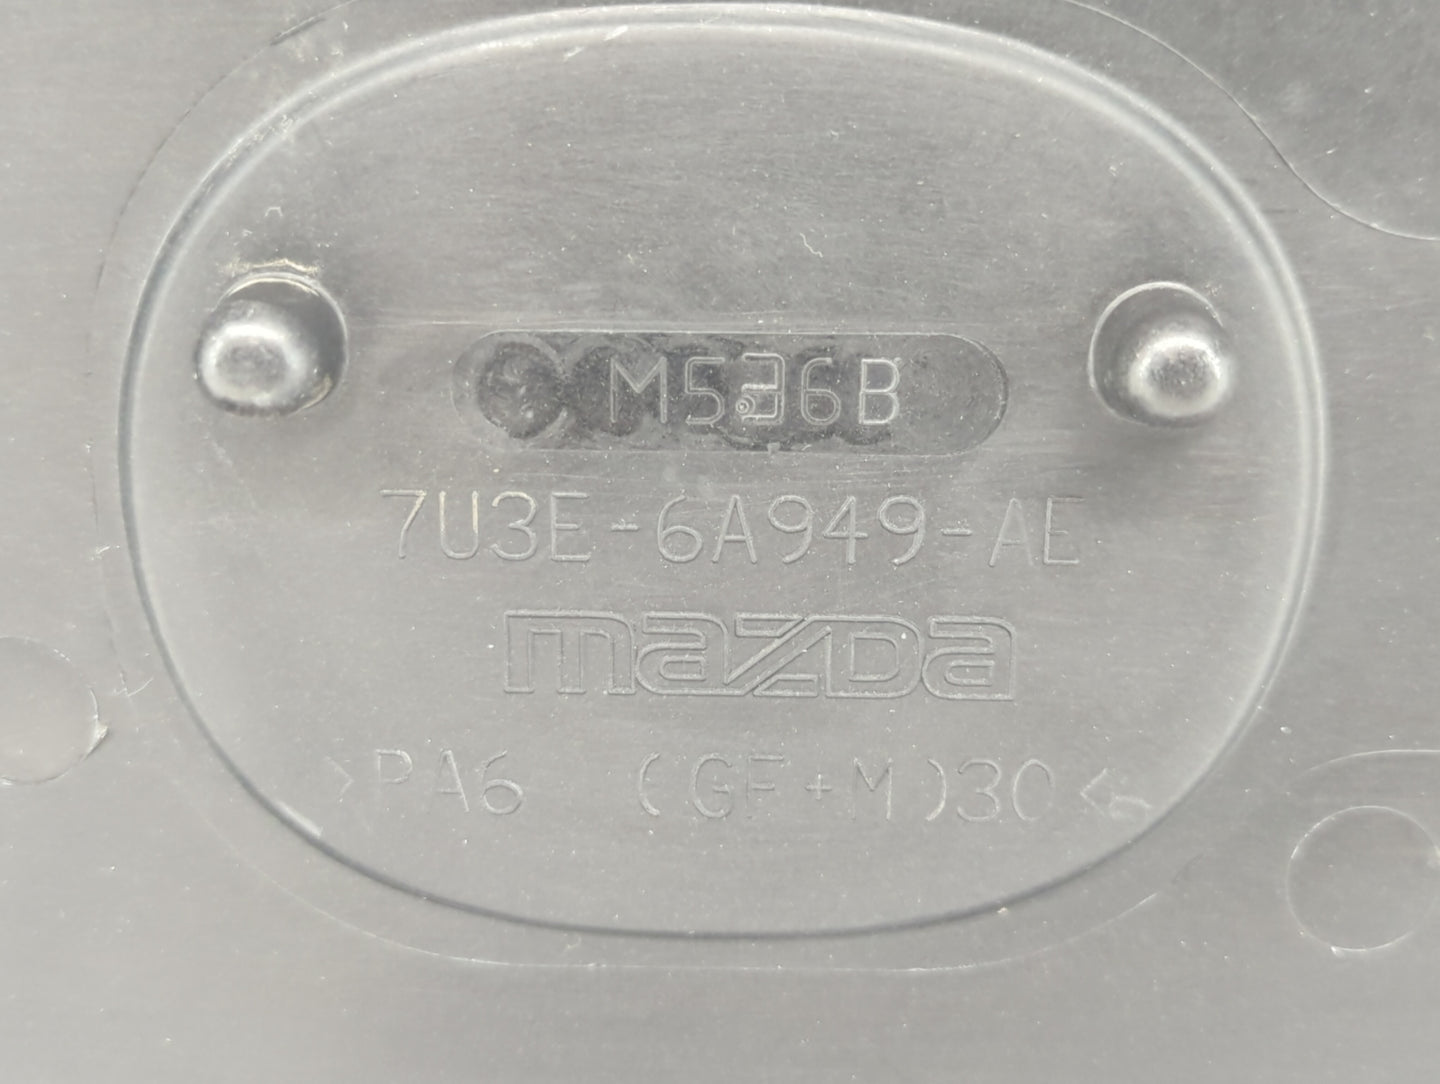 M536B
7U3E-6A949-AE
mazda
>PA6 (GF+M)30<